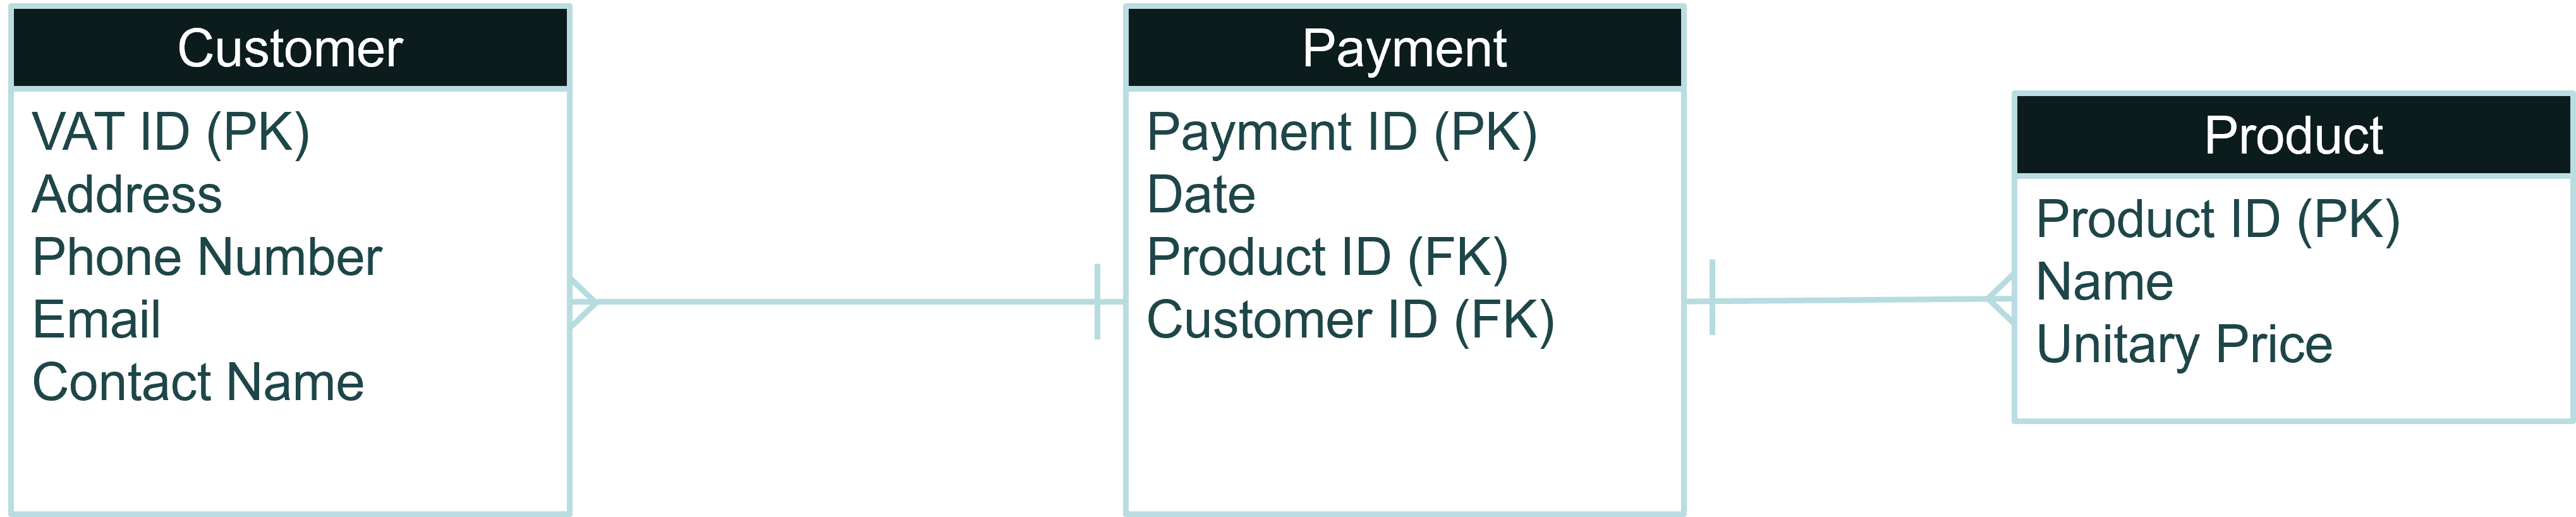 Customer
VAT ID (PK)
Address
Phone Number
Email
Contact Name
Payment
Payment ID (PK)
Date
Product ID (FK)
Customer ID (FK)
Product
Product ID (PK)
Name
Unitary Price